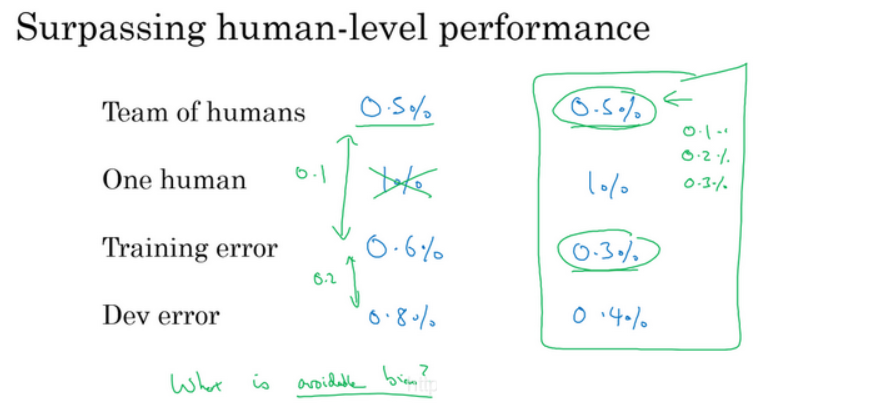 Surpassing human-level performance
Team of humans 0.5% 0.5%
0.1
0.2%
0.3%
One human 0.1 1% 1%
Training error 0.6% 0.3%
0.2
Dev error 0.8% 0.4%
What is avoidable bias?